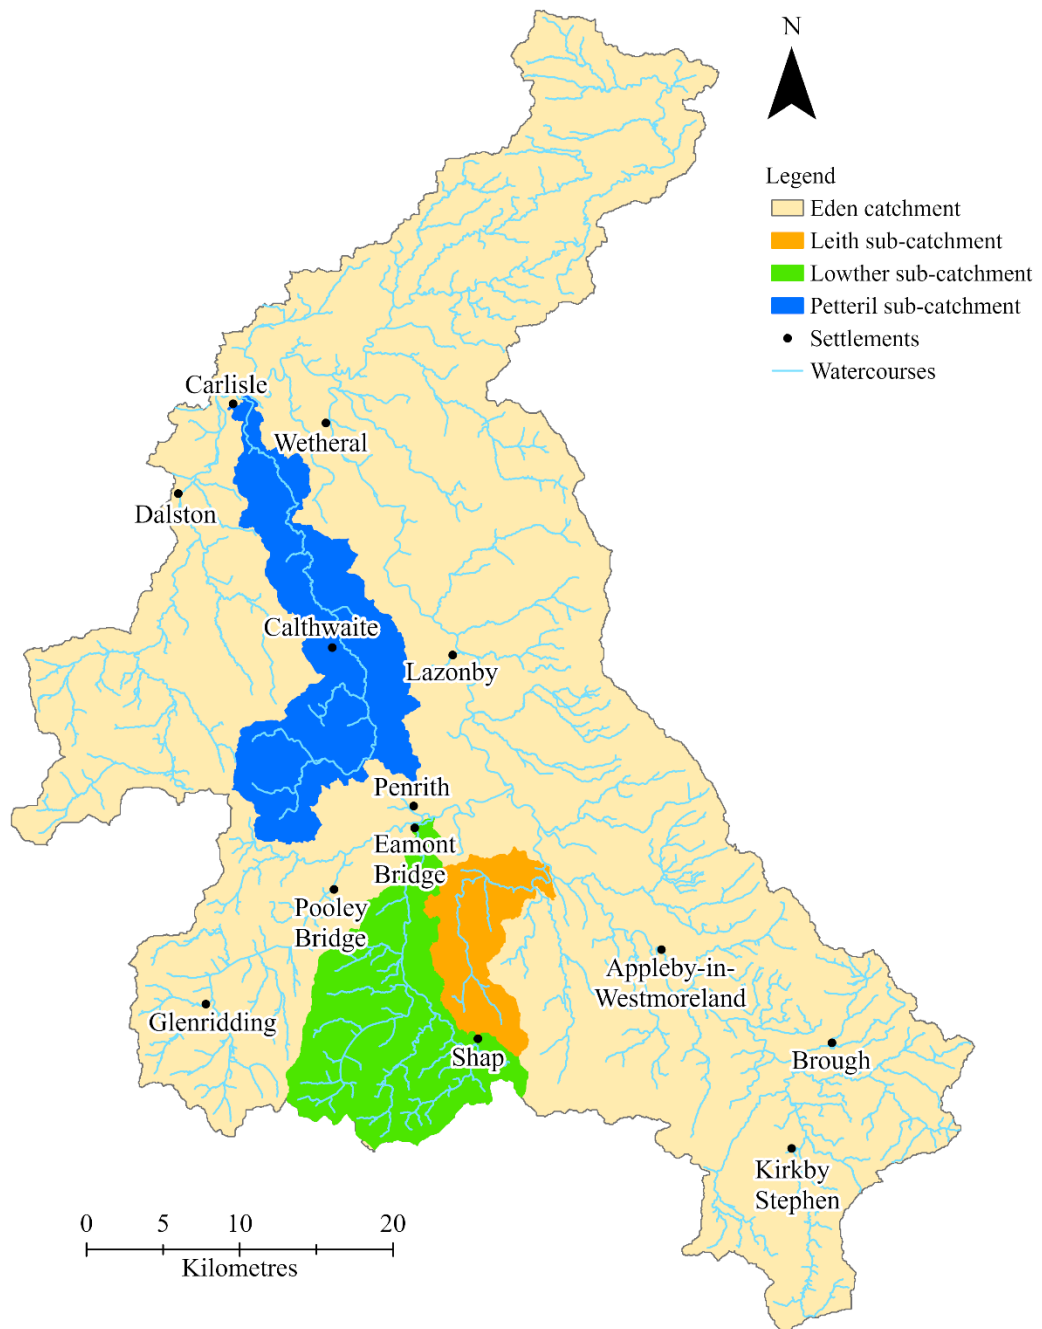 N
Legend
Eden catchment
Leith sub-catchment
Lowther sub-catchment
Petteril sub-catchment
Settlements
Watercourses
Carlisle
Wetheral
Dalston
Calthwaite
Lazonby
Penrith
Eamont
Bridge
Pooley
Bridge
Appleby-in-
Westmoreland
Glenridding
Shap
Brough
Kirkby
Stephen
0 5 10 20
Kilometres